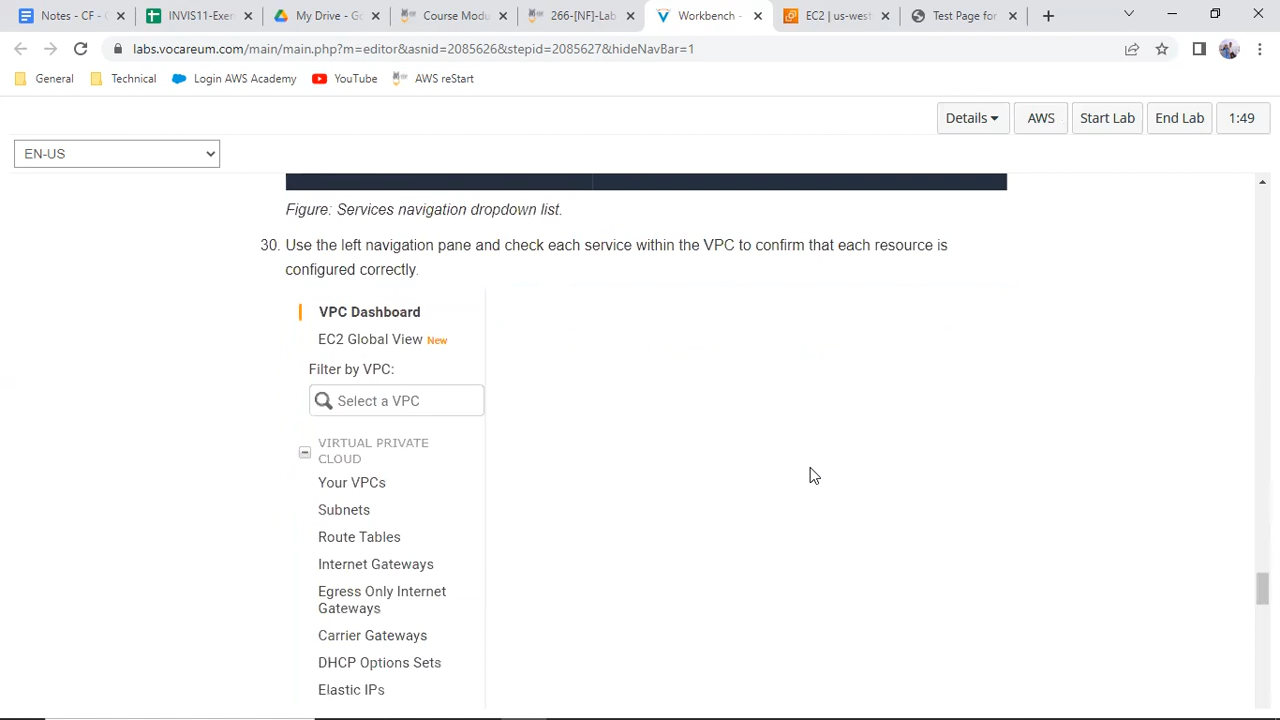 Notes - CF - C
INVIS11-Exer
My Drive - G
Course Modu
266-[NF]-Lab
Workbench -
EC2 | us-west
Test Page for
labs.vocareum.com/main/main.php?m=editor&asnid=2085626&stepid=2085627&hideNavBar=1
General
Technical
Login AWS Academy
YouTube
AWS reStart
Details
AWS
Start Lab
End Lab
1:49
EN-US
Figure: Services navigation dropdown list.
30. Use the left navigation pane and check each service within the VPC to confirm that each resource is
configured correctly.
VPC Dashboard
EC2 Global View New
Filter by VPC:
Select a VPC
VIRTUAL PRIVATE
CLOUD
Your VPCs
Subnets
Route Tables
Internet Gateways
Egress Only Internet
Gateways
Carrier Gateways
DHCP Options Sets
Elastic IPs